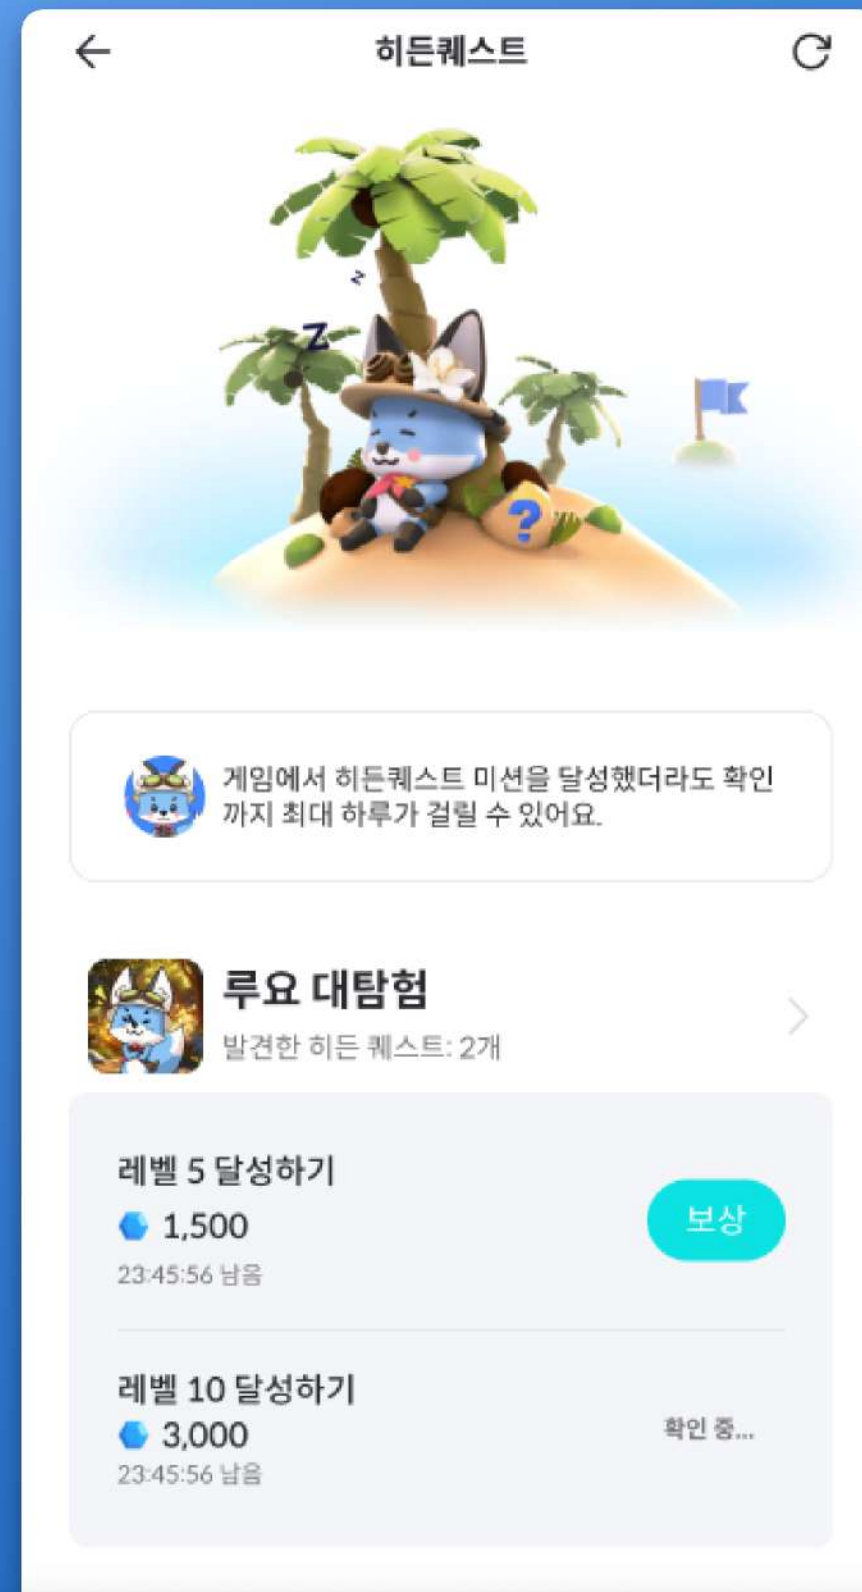 히든퀘스트
z
Z
?
게임에서 히든퀘스트 미션을 달성했더라도 확인
까지 최대 하루가 걸릴 수 있어요.
루요 대탐험
발견한 히든 퀘스트: 2개
레벨 5 달성하기
1,500
보상
23:45:56 남음
레벨 10 달성하기
3,000
확인 중...
23:45:56 남음